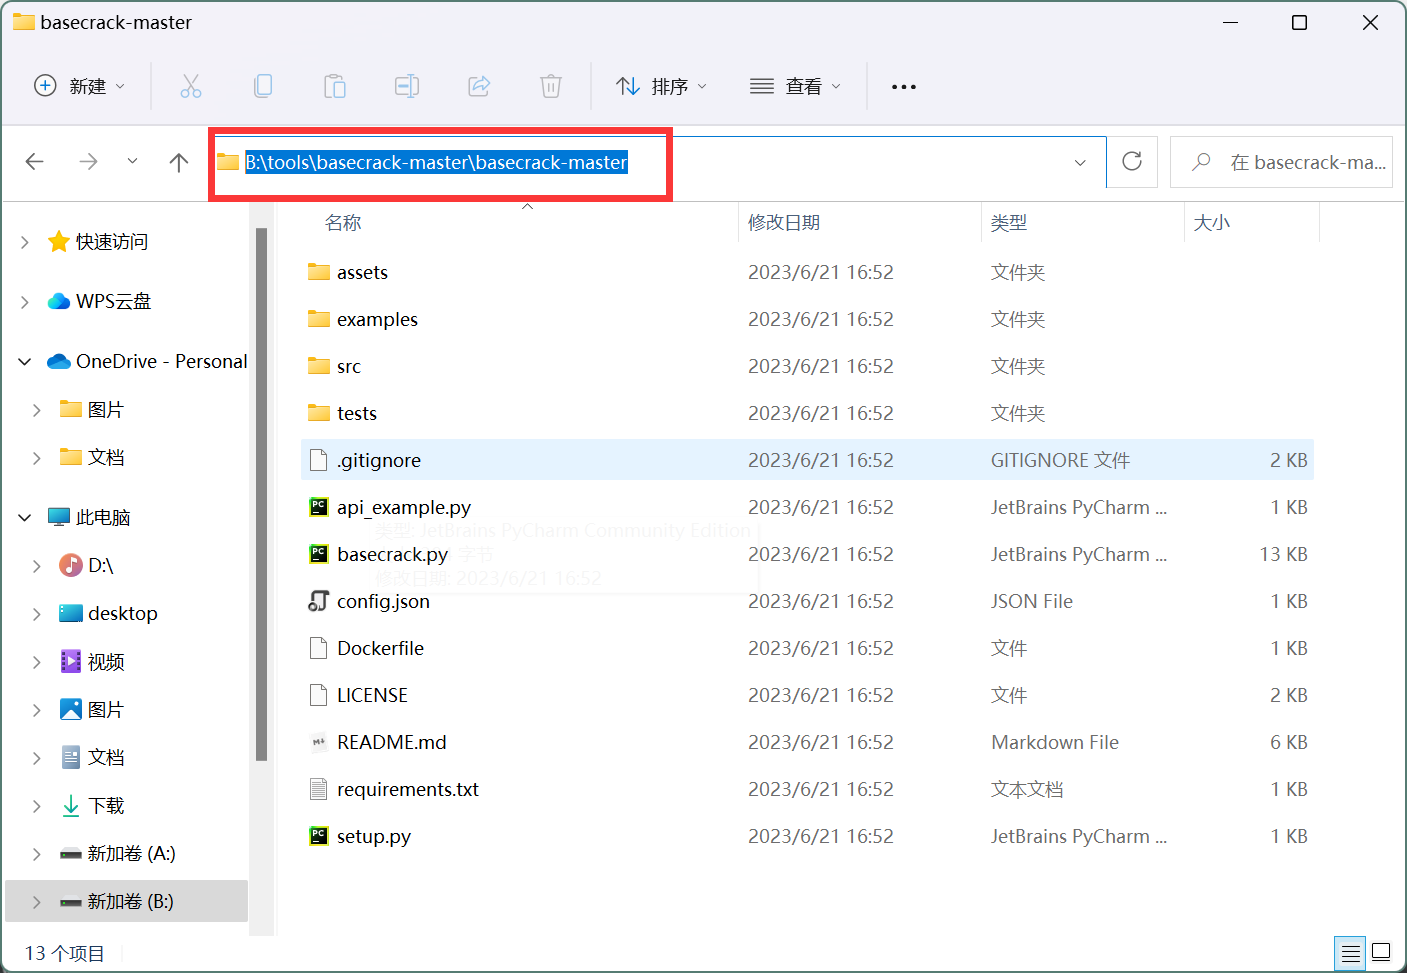 basecrack-master
新建
排序
查看
B:\tools\basecrack-master\basecrack-master
在 basecrack-ma...
快速访问
WPS云盘
OneDrive - Personal
图片
文档
此电脑
D:\
desktop
视频
图片
文档
下载
新加卷 (A:)
新加卷 (B:)
名称 修改日期 类型 大小
assets 2023/6/21 16:52 文件夹
examples 2023/6/21 16:52 文件夹
src 2023/6/21 16:52 文件夹
tests 2023/6/21 16:52 文件夹
.gitignore 2023/6/21 16:52 GITIGNORE 文件 2 KB
api_example.py 2023/6/21 16:52 JetBrains PyCharm ... 1 KB
类型: JetBrains PyCharm Community Edition
basecrack.py 2023/6/21 16:52 JetBrains PyCharm ... 13 KB
字节
修改日期: 2023/6/21 16:52
config.json 2023/6/21 16:52 JSON File 1 KB
Dockerfile 2023/6/21 16:52 文件 1 KB
LICENSE 2023/6/21 16:52 文件 2 KB
README.md 2023/6/21 16:52 Markdown File 6 KB
requirements.txt 2023/6/21 16:52 文本文档 1 KB
setup.py 2023/6/21 16:52 JetBrains PyCharm ... 1 KB
13 个项目